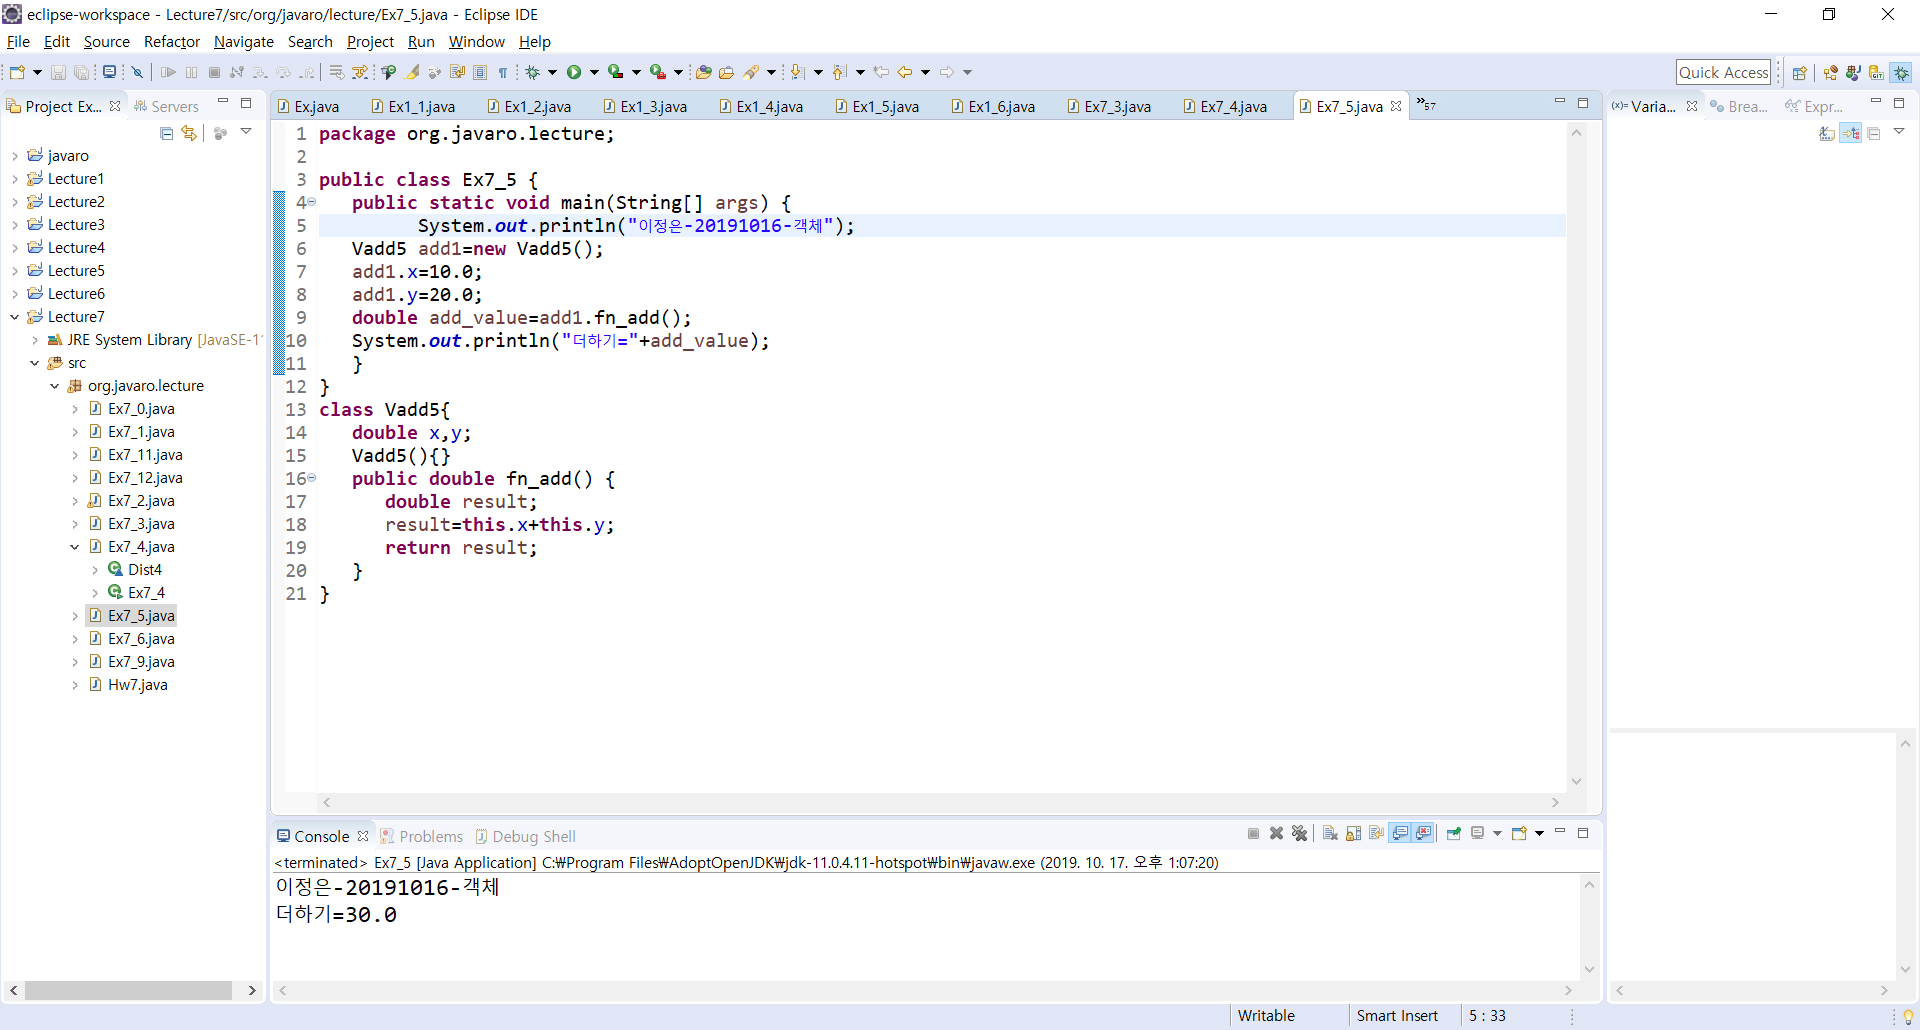 eclipse-workspace - Lecture7/src/org/javaro/lecture/Ex7_5.java - Eclipse IDE
File Edit Source Refactor Navigate Search Project Run Window Help
Quick Access
Project Ex... Servers
Ex.java Ex1_1.java Ex1_2.java Ex1_3.java Ex1_4.java Ex1_5.java Ex1_6.java Ex7_3.java Ex7_4.java Ex7_5.java »57
(x)= Varia... Brea... Expr...
javaro
Lecture1
Lecture2
Lecture3
Lecture4
Lecture5
Lecture6
Lecture7
JRE System Library [JavaSE-11
src
org.javaro.lecture
Ex7_0.java
Ex7_1.java
Ex7_11.java
Ex7_12.java
Ex7_2.java
Ex7_3.java
Ex7_4.java
Dist4
Ex7_4
Ex7_5.java
Ex7_6.java
Ex7_9.java
Hw7.java
1 package org.javaro.lecture;
2
3 public class Ex7_5 {
4 public static void main(String[] args) {
5 System.out.println("이정은-20191016-객체");
6 Vadd5 add1=new Vadd5();
7 add1.x=10.0;
8 add1.y=20.0;
9 double add_value=add1.fn_add();
10 System.out.println("더하기="+add_value);
11 }
12 }
13 class Vadd5{
14 double x,y;
15 Vadd5(){}
16 public double fn_add() {
17 double result;
18 result=this.x+this.y;
19 return result;
20 }
21 }
Console Problems Debug Shell
<terminated> Ex7_5 [Java Application] C:₩Program Files₩AdoptOpenJDK₩jdk-11.0.4.11-hotspot₩bin₩javaw.exe (2019. 10. 17. 오후 1:07:20)
이정은-20191016-객체
더하기=30.0
Writable Smart Insert 5 : 33